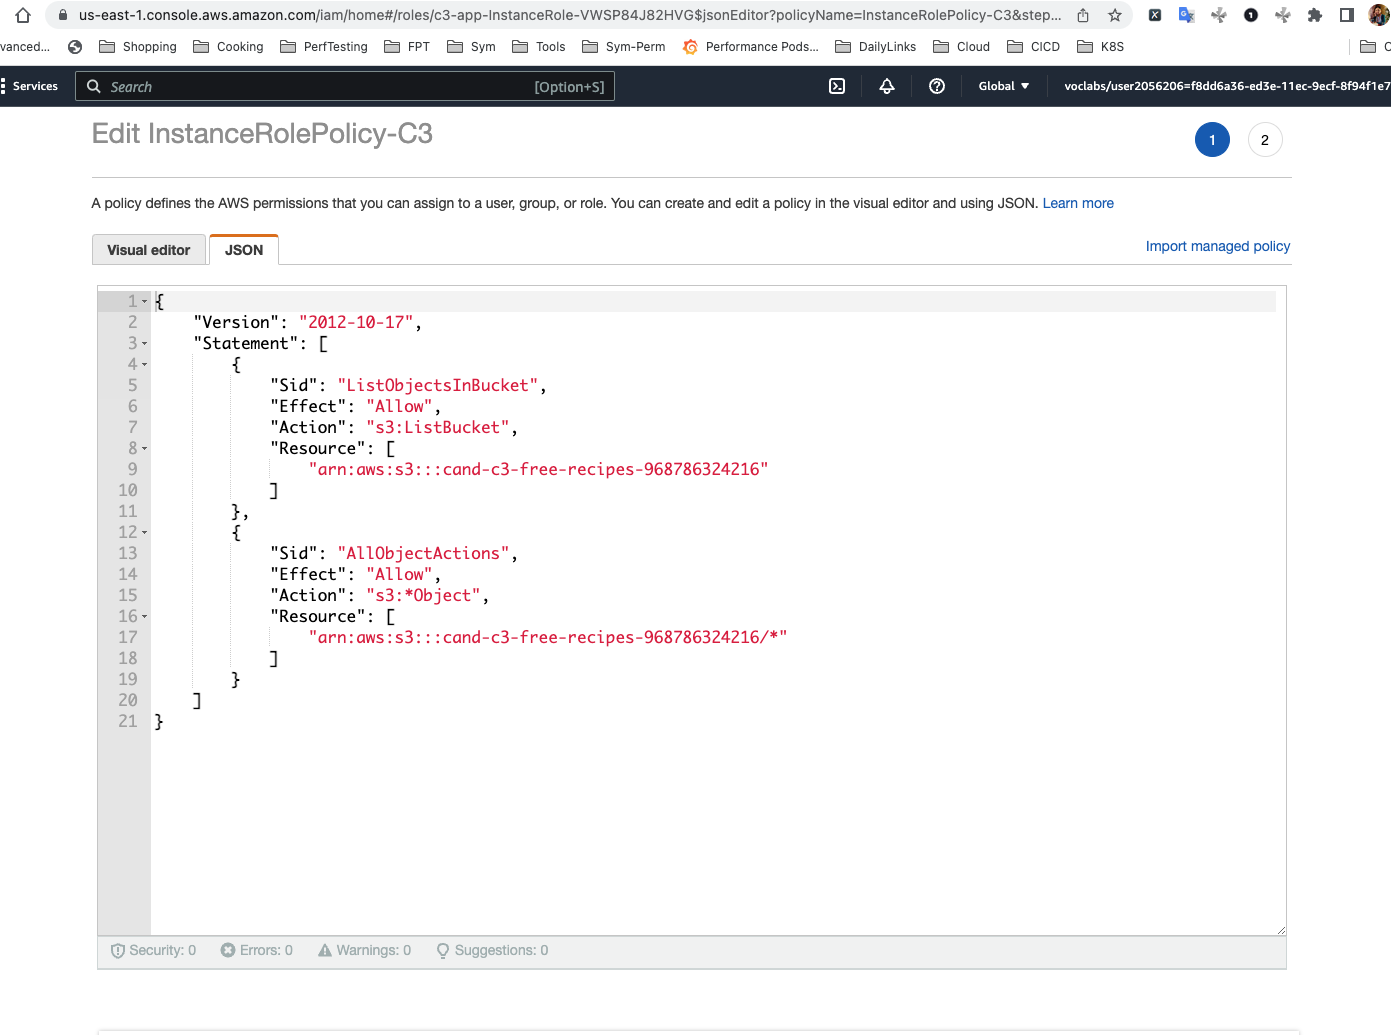 us-east-1.console.aws.amazon.com/iam/home#/roles/c3-app-InstanceRole-VWSP84J82HVG$jsonEditor?policyName=InstanceRolePolicy-C3&step...
vanced... Shopping Cooking PerfTesting FPT Sym Tools Sym-Perm Performance Pods... DailyLinks Cloud CICD K8S
Services Search [Option+S] Global voclabs/user2056206=f8dd6a36-ed3e-11ec-9ecf-8f94f1e7
Edit InstanceRolePolicy-C3 1 2
A policy defines the AWS permissions that you can assign to a user, group, or role. You can create and edit a policy in the visual editor and using JSON. Learn more
Visual editor JSON Import managed policy
1 {
2 "Version": "2012-10-17",
3 "Statement": [
4 {
5 "Sid": "ListObjectsInBucket",
6 "Effect": "Allow",
7 "Action": "s3:ListBucket",
8 "Resource": [
9 "arn:aws:s3:::cand-c3-free-recipes-968786324216"
10 ]
11 },
12 {
13 "Sid": "AllObjectActions",
14 "Effect": "Allow",
15 "Action": "s3:*Object",
16 "Resource": [
17 "arn:aws:s3:::cand-c3-free-recipes-968786324216/*"
18 ]
19 }
20 ]
21 }
Security: 0 Errors: 0 Warnings: 0 Suggestions: 0